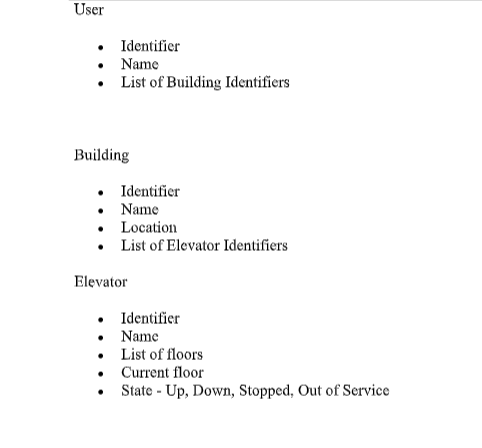 User
• Identifier
• Name
• List of Building Identifiers
Building
• Identifier
• Name
• Location
• List of Elevator Identifiers
Elevator
• Identifier
• Name
• List of floors
• Current floor
• State - Up, Down, Stopped, Out of Service